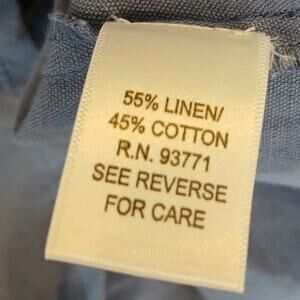 55% LINEN/
45% COTTON
R.N. 93771
SEE REVERSE
FOR CARE